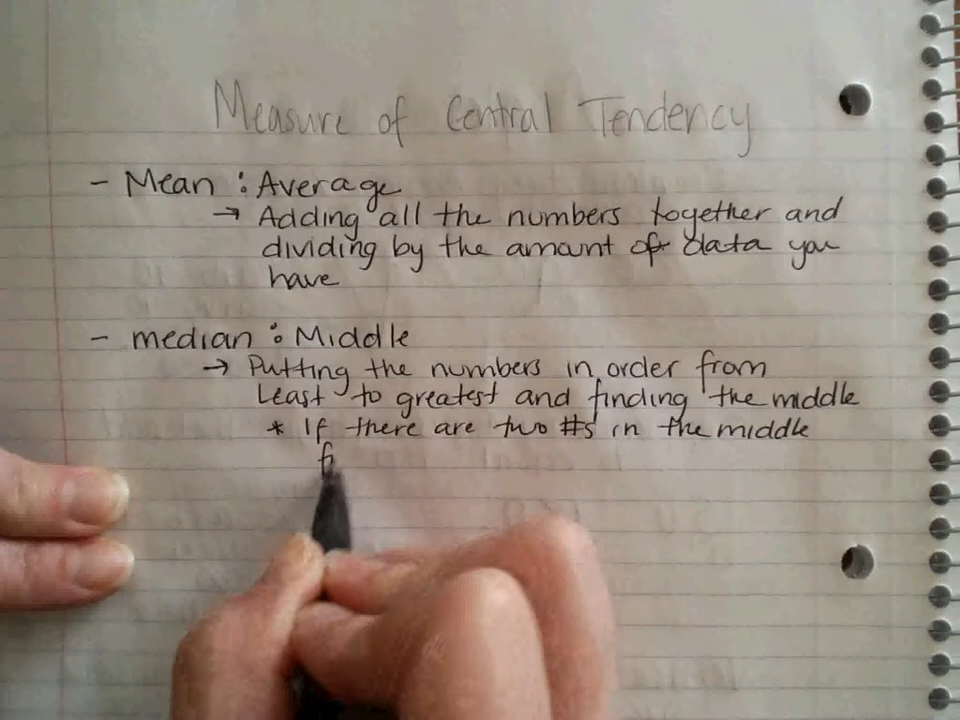 Measure of Central Tendency
- Mean : Average
→ Adding all the numbers together and
dividing by the amount of data you
have
- median : Middle
→ Putting the numbers in order from
Least to greatest and finding the middle
* If there are two #s in the middle
f